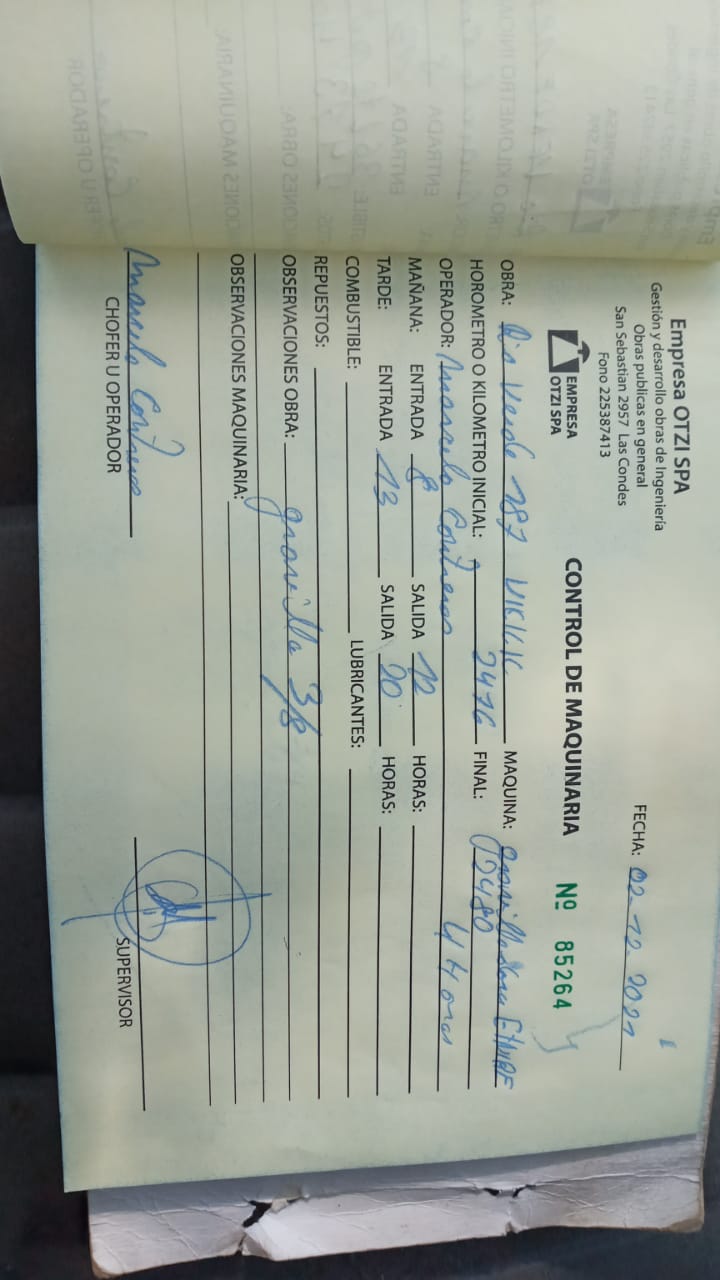 Empresa OTZI SPA
Gestión y desarrollo obras de Ingeniería
Obras publicas en general
San Sebastian 2957 Las Condes
Fono 225387413
EMPRESA
OTZI SPA
FECHA: 02-12-2021
CONTROL DE MAQUINARIA Nº 85264
OBRA: Rio Verde 187 MAQUINA: gravilladora
HOROMETRO O KILOMETRO INICIAL: 2476 FINAL: 2480
OPERADOR: Marcelo Contreras 4 Horas
MAÑANA: ENTRADA 8 SALIDA 12 HORAS:
TARDE: ENTRADA 13 SALIDA 20 HORAS:
COMBUSTIBLE: LUBRICANTES:
REPUESTOS:
OBSERVACIONES OBRA: gravilla 3/8
OBSERVACIONES MAQUINARIA:
Marcelo Contreras
CHOFER U OPERADOR
SUPERVISOR